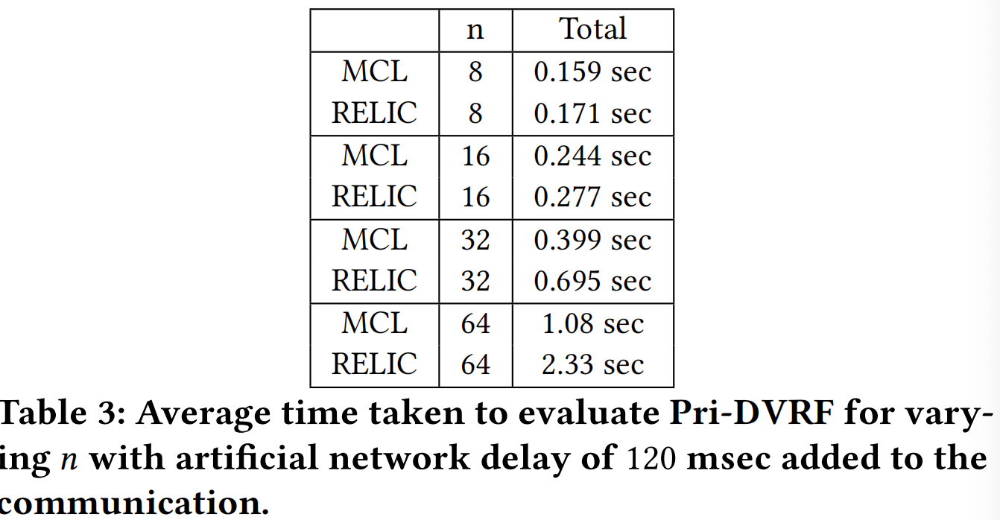 n Total
MCL 8 0.159 sec
RELIC 8 0.171 sec
MCL 16 0.244 sec
RELIC 16 0.277 sec
MCL 32 0.399 sec
RELIC 32 0.695 sec
MCL 64 1.08 sec
RELIC 64 2.33 sec
Table 3: Average time taken to evaluate Pri-DVRF for vary-
ing n with artificial network delay of 120 msec added to the
communication.